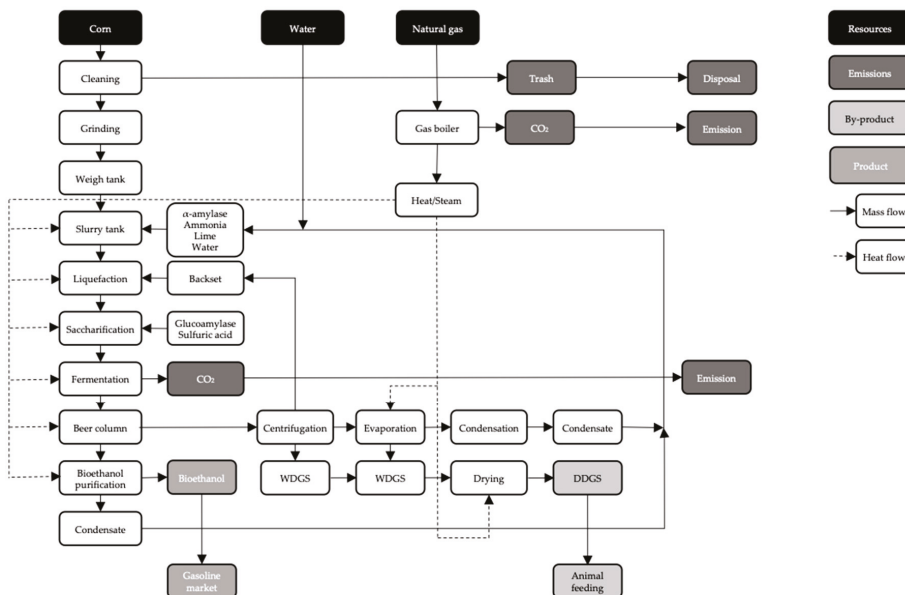 Corn
Water
Natural gas
Resources
Cleaning
Trash
Disposal
Emissions
Grinding
Gas boiler
CO₂
Emission
By-product
Weigh tank
Heat/Steam
Product
Slurry tank
α-amylase
Ammonia
Lime
Water
Mass flow
Liquefaction
Backset
Heat flow
Saccharification
Glucoamylase
Sulfuric acid
Fermentation
CO₂
Emission
Beer column
Centrifugation
Evaporation
Condensation
Condensate
Bioethanol
purification
Bioethanol
WDGS
WDGS
Drying
DDGS
Condensate
Gasoline
market
Animal
feeding